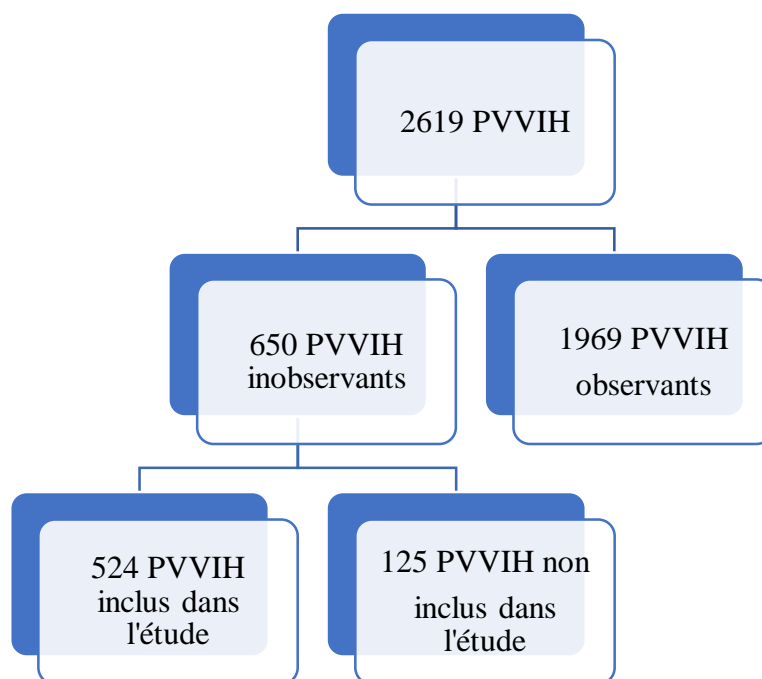 2619 PVVIH
650 PVVIH
inobservants
1969 PVVIH
observants
524 PVVIH
inclus dans
l'étude
125 PVVIH non
inclus dans
l'étude